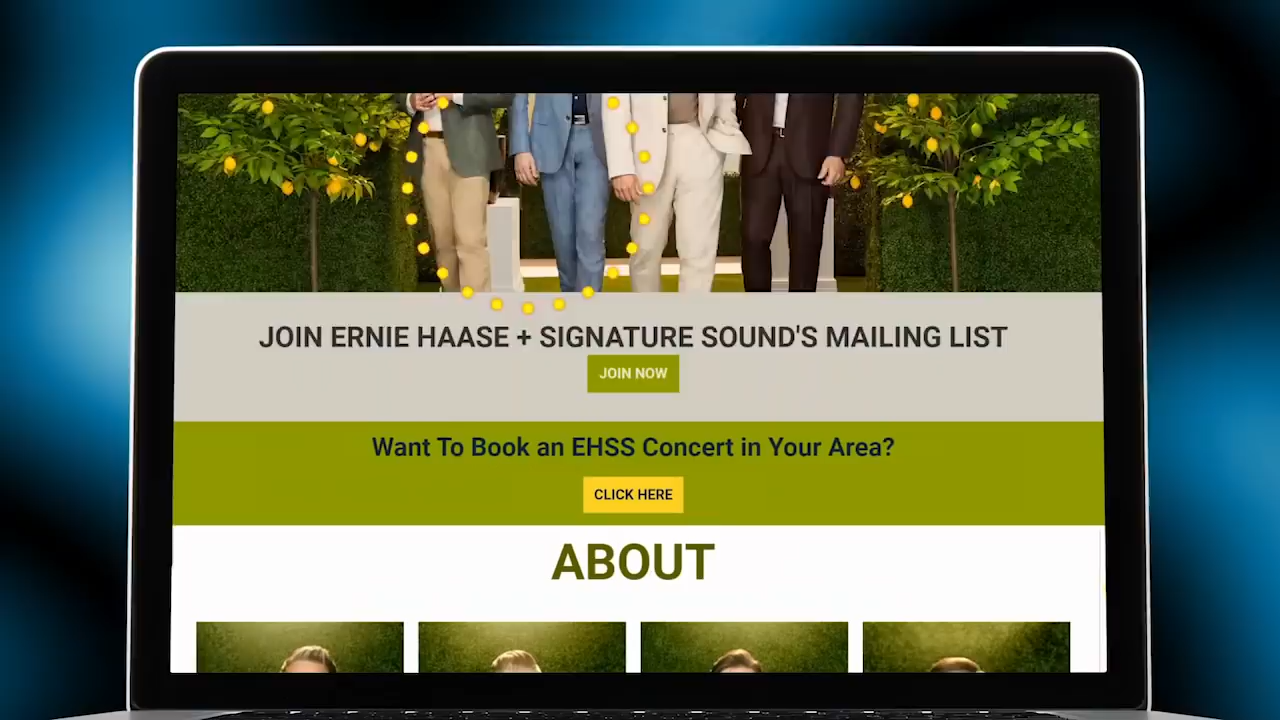 JOIN ERNIE HAASE + SIGNATURE SOUND'S MAILING LIST
JOIN NOW
Want To Book an EHSS Concert in Your Area?
CLICK HERE
ABOUT